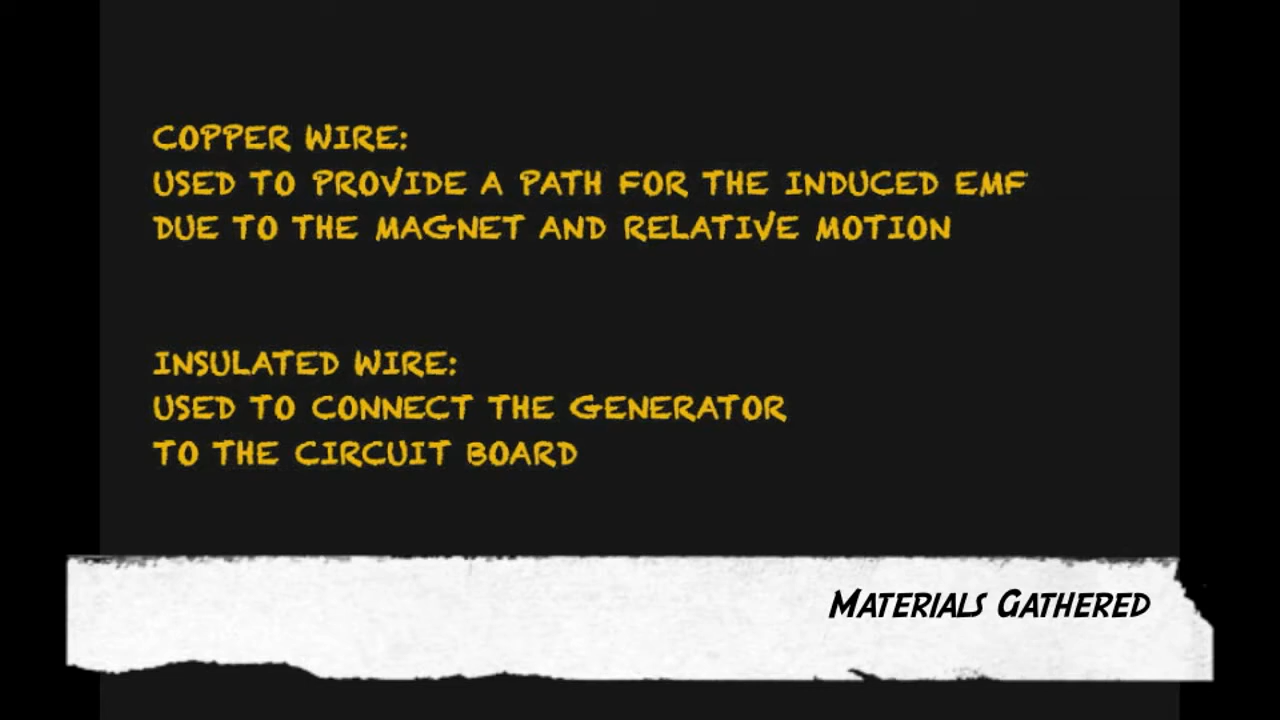 COPPER WIRE:
USED TO PROVIDE A PATH FOR THE INDUCED EMF
DUE TO THE MAGNET AND RELATIVE MOTION
INSULATED WIRE:
USED TO CONNECT THE GENERATOR
TO THE CIRCUIT BOARD
MATERIALS GATHERED